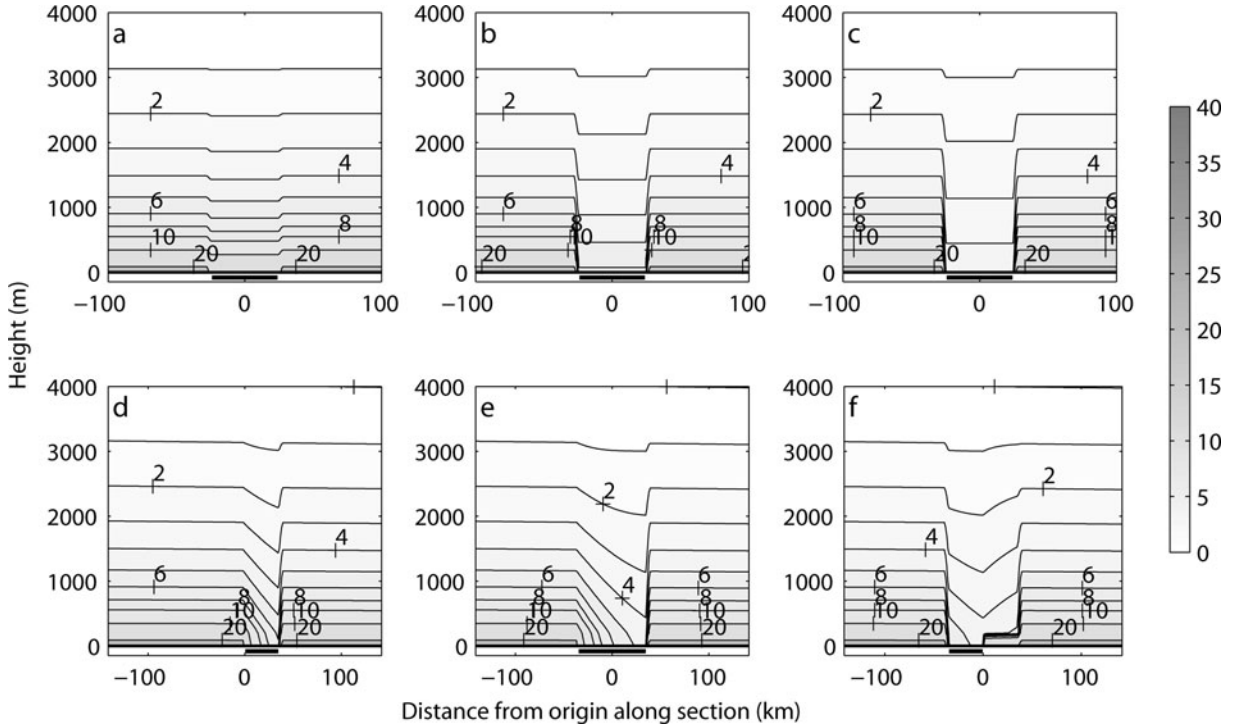 a b c
4000 4000 4000
3000 3000 3000
2 2 2
2000 2000 2000
4 4 4
1000 1000 1000
6 6 6 6
8 8 8 8 8
10 10 10 10
20 20 20 20 20 20
0 0 0
−100 0 100 −100 0 100 −100 0 100
Height (m)
40
35
30
25
20
15
10
5
0
d e f
4000 4000 4000
3000 3000 3000
2 2 2
2000 2000 2000
4 4 4
1000 1000 1000
6 6 6 6 6
8 8 8 8 8 8
10 10 10 10 10 10
20 20 20 20 20 20
0 0 0
−100 0 100 −100 0 100 −100 0 100
Distance from origin along section (km)